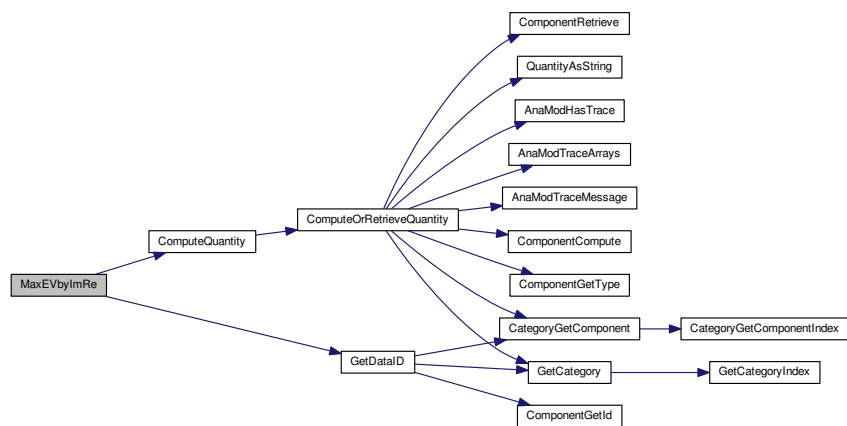 ComponentRetrieve
QuantityAsString
AnaModHasTrace
AnaModTraceArrays
AnaModTraceMessage
ComputeOrRetrieveQuantity
ComputeQuantity
ComponentCompute
MaxEVbyImRe
ComponentGetType
CategoryGetComponent
CategoryGetComponentIndex
GetDataID
GetCategory
GetCategoryIndex
ComponentGetId